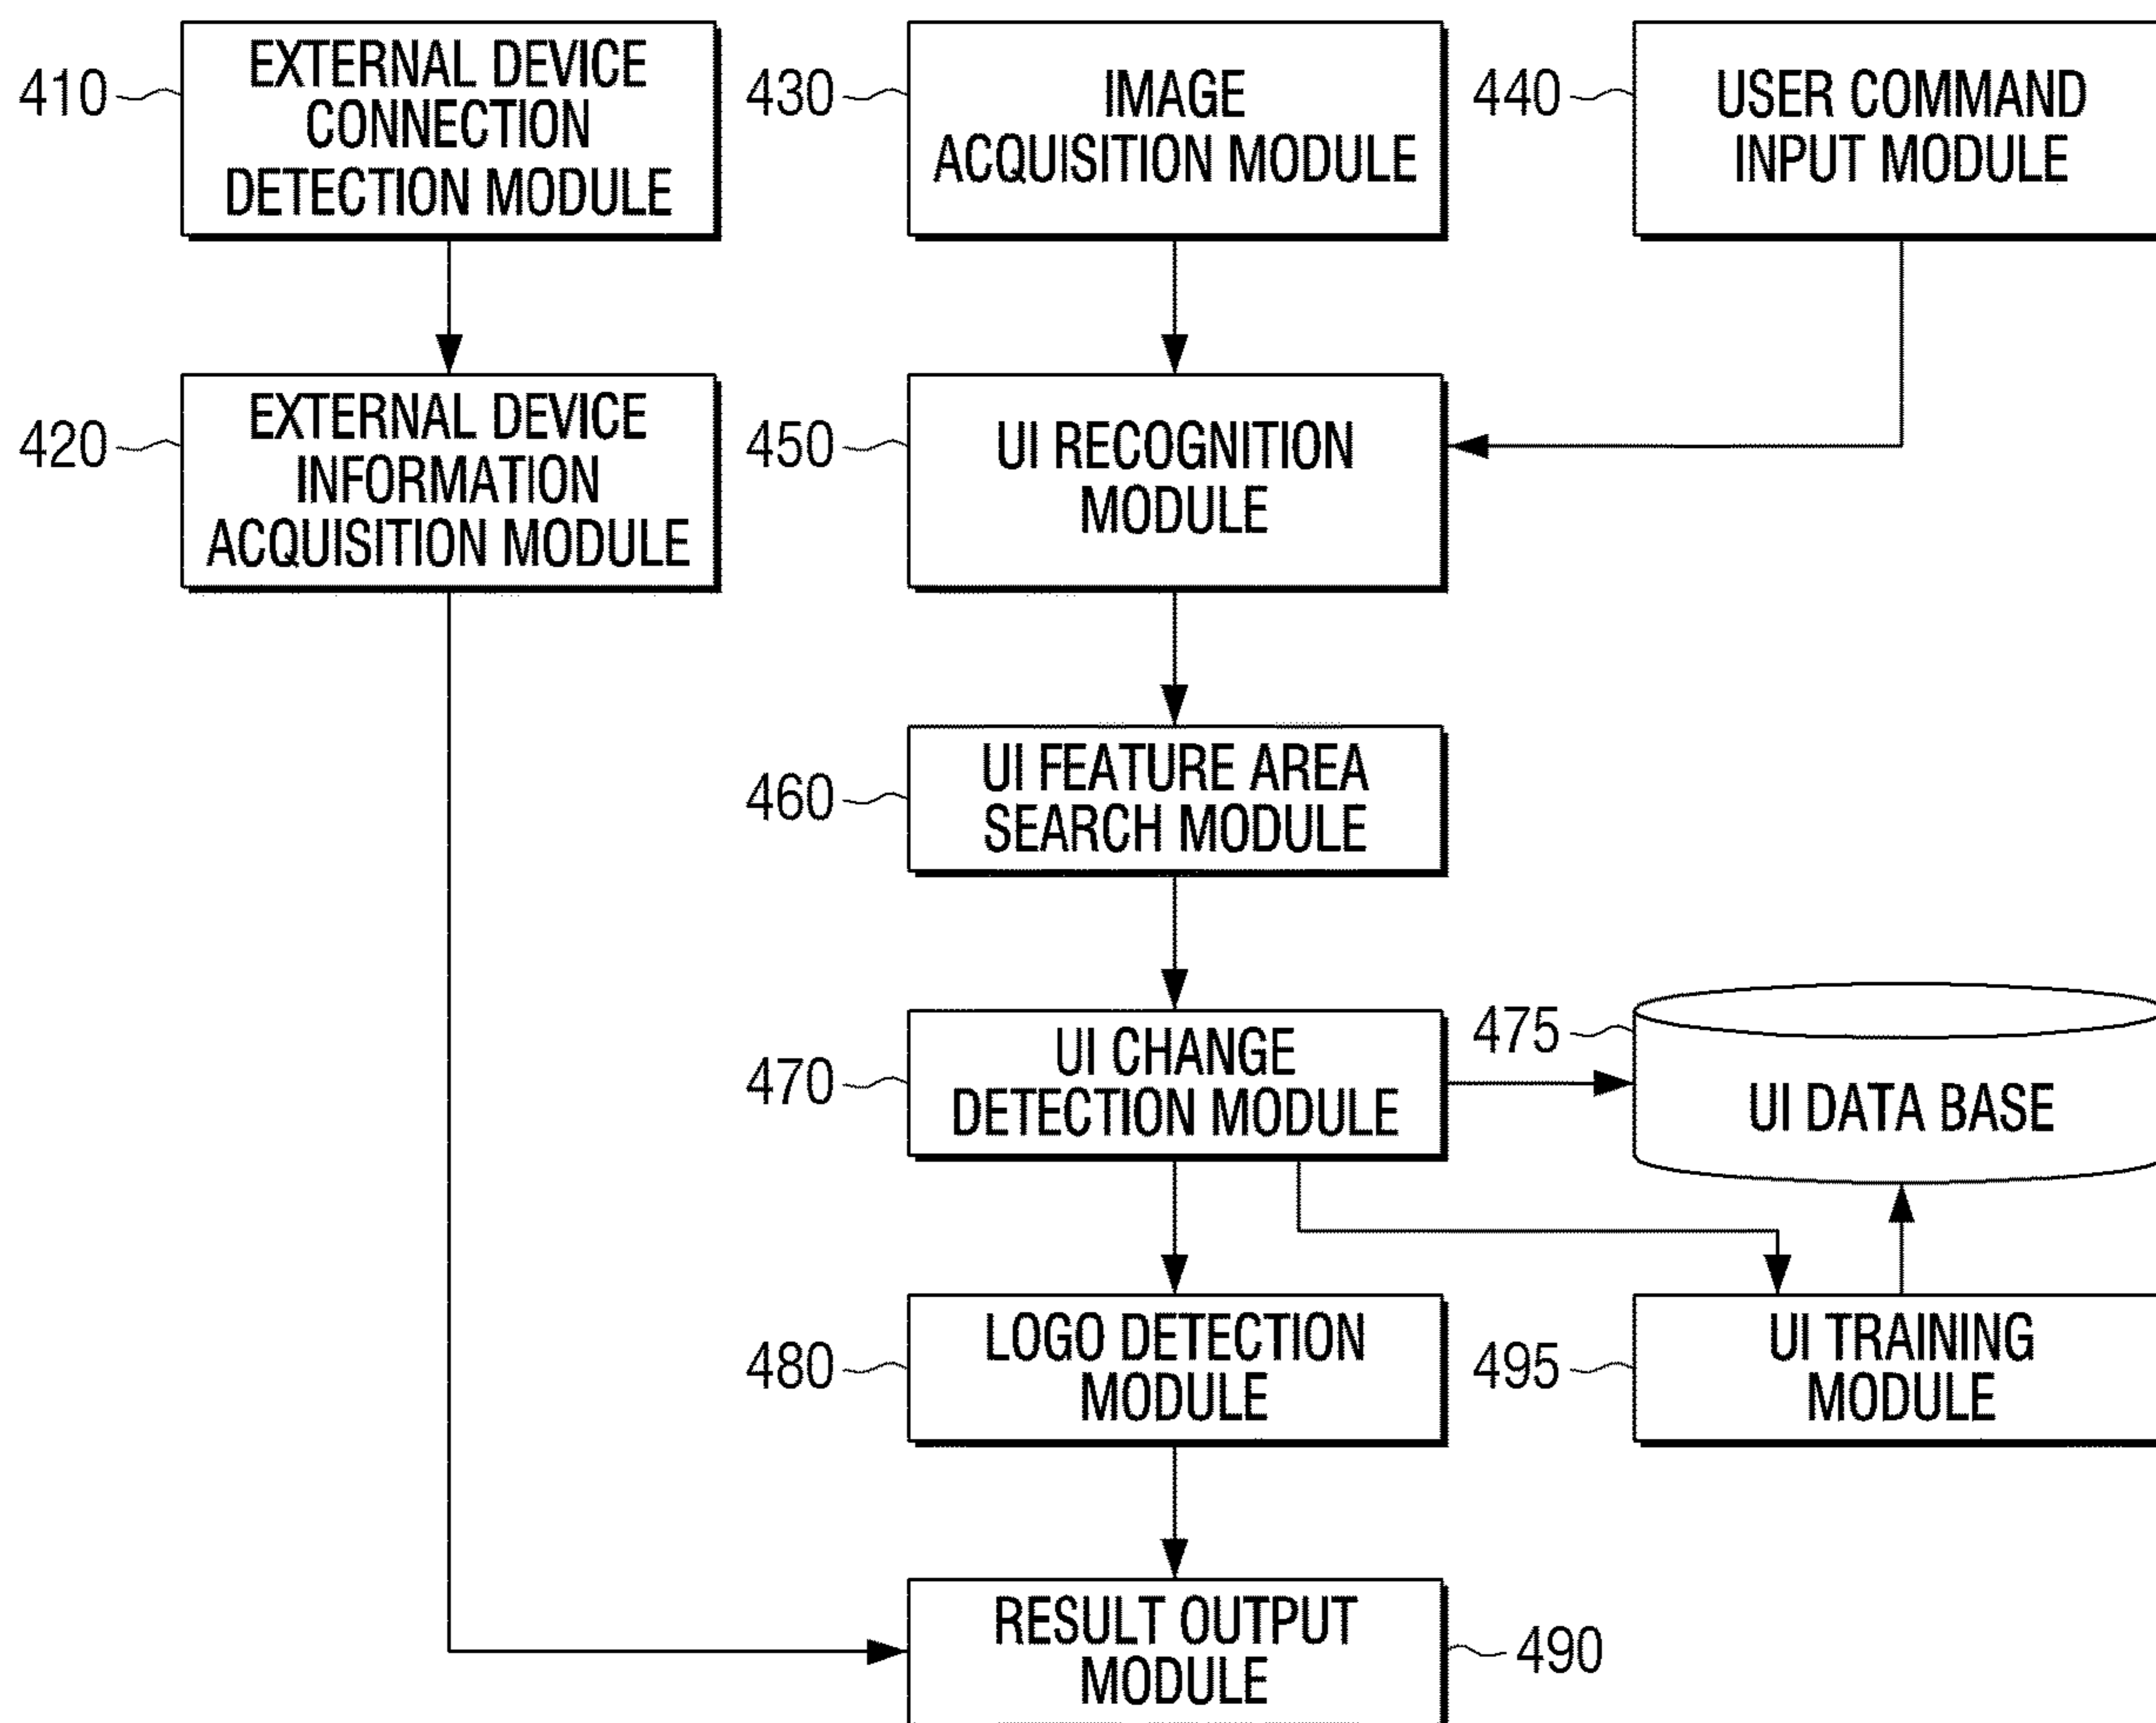 410
EXTERNAL DEVICE
CONNECTION
DETECTION MODULE
430
IMAGE
ACQUISITION MODULE
440
USER COMMAND
INPUT MODULE
420
EXTERNAL DEVICE
INFORMATION
ACQUISITION MODULE
450
UI RECOGNITION
MODULE
460
UI FEATURE AREA
SEARCH MODULE
470
UI CHANGE
DETECTION MODULE
475
UI DATA BASE
480
LOGO DETECTION
MODULE
495
UI TRAINING
MODULE
RESULT OUTPUT
MODULE
490